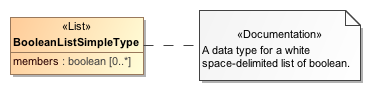 «List»
BooleanListSimpleType
members : boolean [0..*]
«Documentation»
A data type for a white
space-delimited list of boolean.